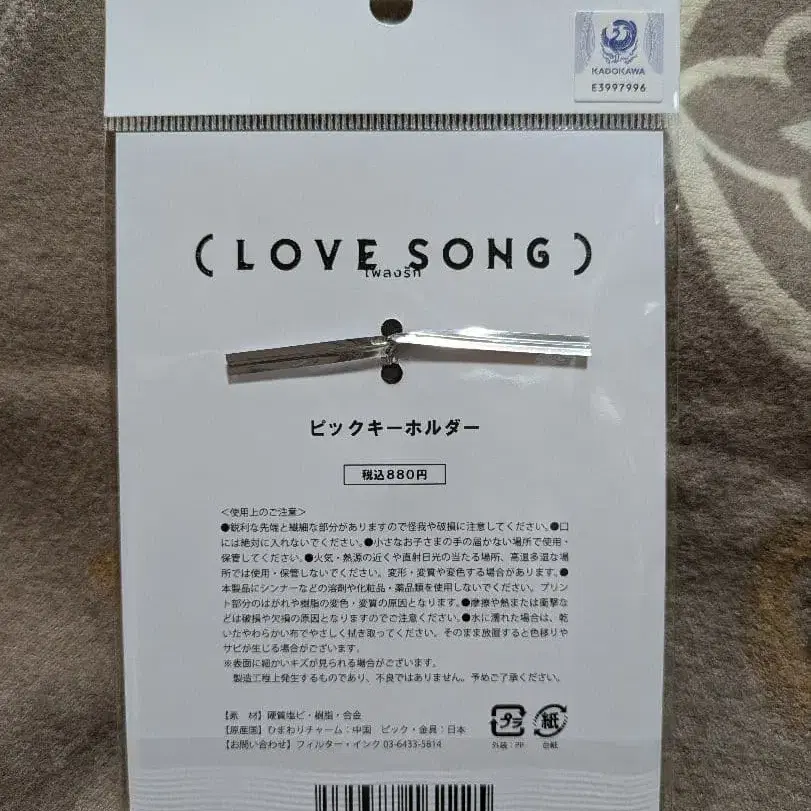 KADOKAWA
E3997996
( LOVE SONG )
เพลงรัก
ピックキーホルダー
税込880円
<使用上のご注意>
●鋭利な先端と繊細な部分がありますので怪我や破損に注意してください。●口
には絶対に入れないでください。●小さなお子さまの手の届かない場所で使用・
保管してください。●火気・熱源の近くや直射日光の当たる場所、高温多湿な場
所では使用・保管しないでください。変形・変質や変色する場合があります。●
本製品にシンナーなどの溶剤や化粧品・薬品類を使用しないでください。プリン
ト部分のはがれや樹脂の変色・変質の原因となります。●摩擦や熱または衝撃な
どは破損や欠損の原因となりますのでご注意ください。●水に濡れた場合は、乾
いたやわらかい布でやさしく拭き取ってください。そのまま放置すると色移りや
サビが生じる場合がございます。
※表面に細かいキズが見られる場合がございます。
製造工程上発生するものであり、不良ではありません。予めご了承ください。
【素 材】硬質塩ビ・樹脂・合金
【原産国】ひまわりチャーム:中国 ピック・金具:日本
【お問い合わせ】フィルター・インク 03-6433-5814
プラ 紙
外装:PP 台紙